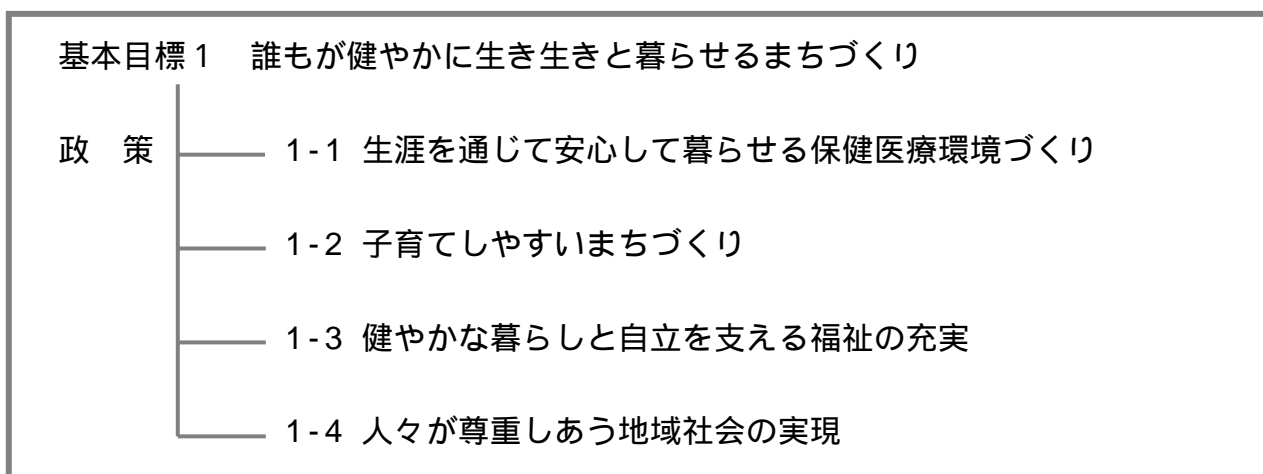 基本目標1　誰もが健やかに生き生きと暮らせるまちづくり
政　策　1-1 生涯を通じて安心して暮らせる保健医療環境づくり
1-2 子育てしやすいまちづくり
1-3 健やかな暮らしと自立を支える福祉の充実
1-4 人々が尊重しあう地域社会の実現